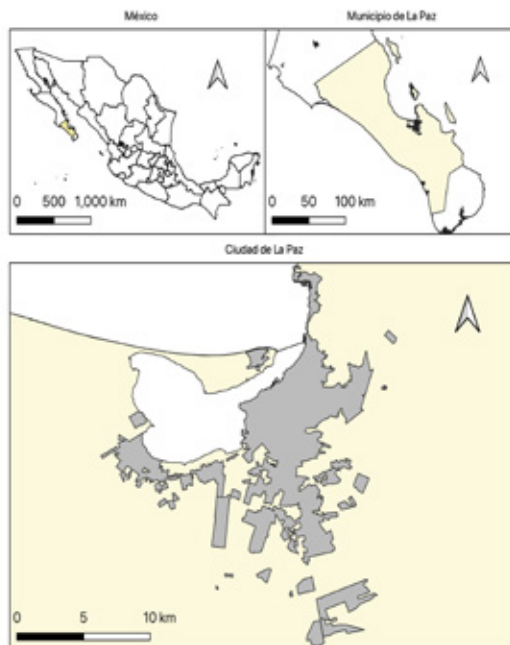 México
Municipio de La Paz
0 500 1,000 km
0 50 100 km
Ciudad de La Paz
0 5 10 km